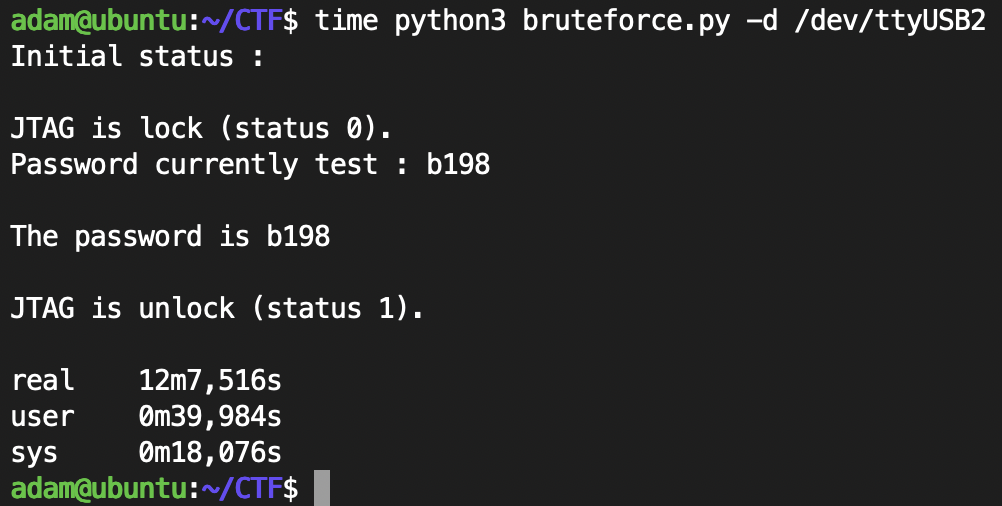 adam@ubuntu:~/CTF$ time python3 bruteforce.py -d /dev/ttyUSB2
Initial status :
JTAG is lock (status 0).
Password currently test : b198
The password is b198
JTAG is unlock (status 1).
real 12m7,516s
user 0m39,984s
sys 0m18,076s
adam@ubuntu:~/CTF$